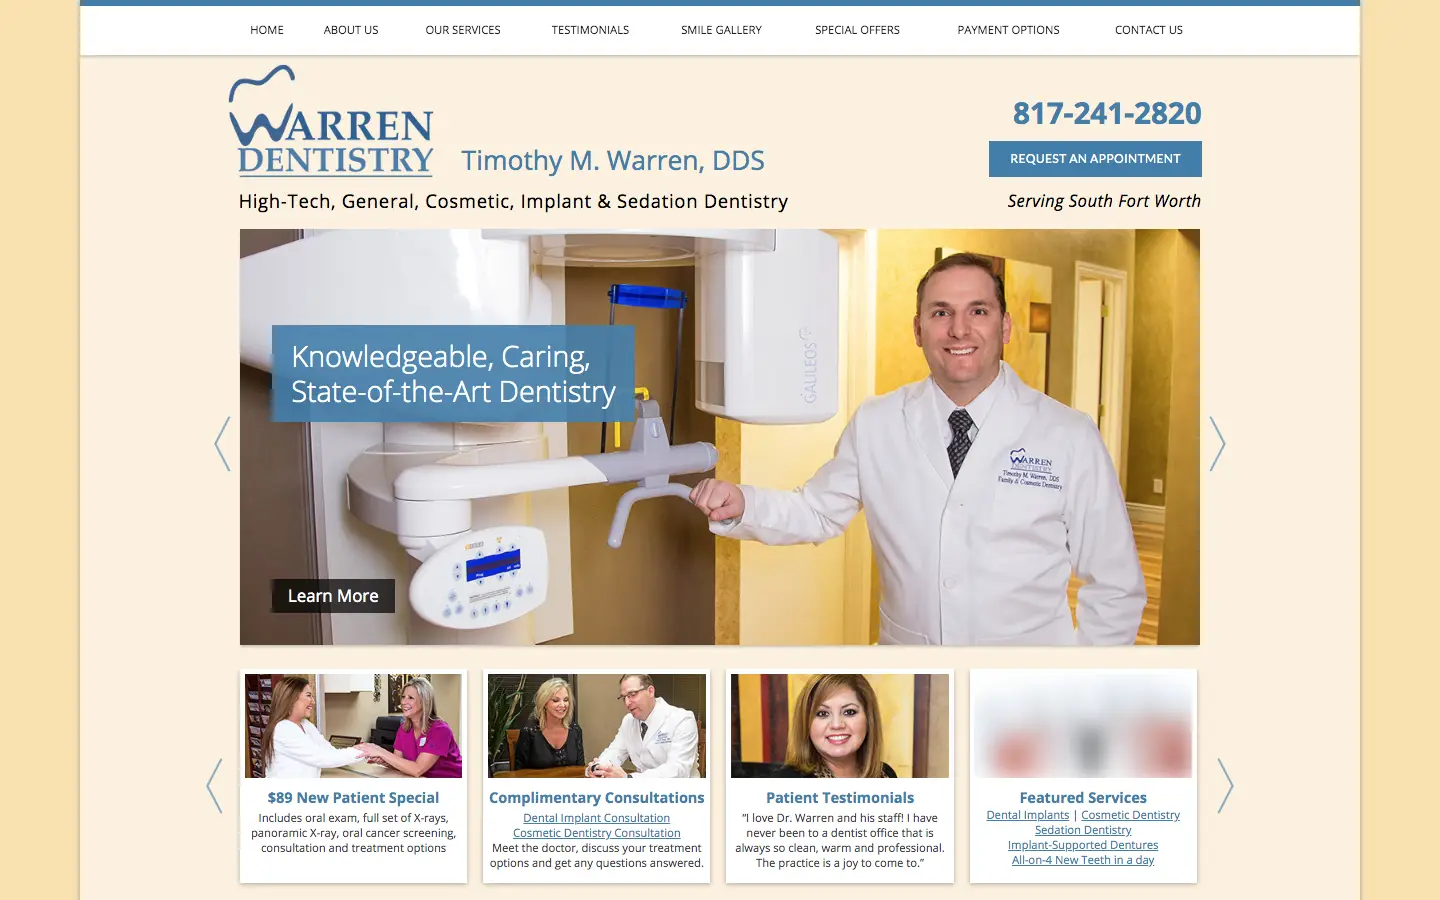 HOME ABOUT US OUR SERVICES TESTIMONIALS SMILE GALLERY SPECIAL OFFERS PAYMENT OPTIONS CONTACT US
WARREN
DENTISTRY
Timothy M. Warren, DDS
817-241-2820
REQUEST AN APPOINTMENT
High-Tech, General, Cosmetic, Implant & Sedation Dentistry
Serving South Fort Worth
Knowledgeable, Caring,
State-of-the-Art Dentistry
GALILEOS
WARREN
DENTISTRY
Timothy M. Warren, DDS
Family & Cosmetic Dentistry
Learn More
$89 New Patient Special
Includes oral exam, full set of X-rays,
panoramic X-ray, oral cancer screening,
consultation and treatment options
Complimentary Consultations
Dental Implant Consultation
Cosmetic Dentistry Consultation
Meet the doctor, discuss your treatment
options and get any questions answered.
Patient Testimonials
“I love Dr. Warren and his staff! I have
never been to a dentist office that is
always so clean, warm and professional.
The practice is a joy to come to.”
Featured Services
Dental Implants | Cosmetic Dentistry
Sedation Dentistry
Implant-Supported Dentures
All-on-4 New Teeth in a day